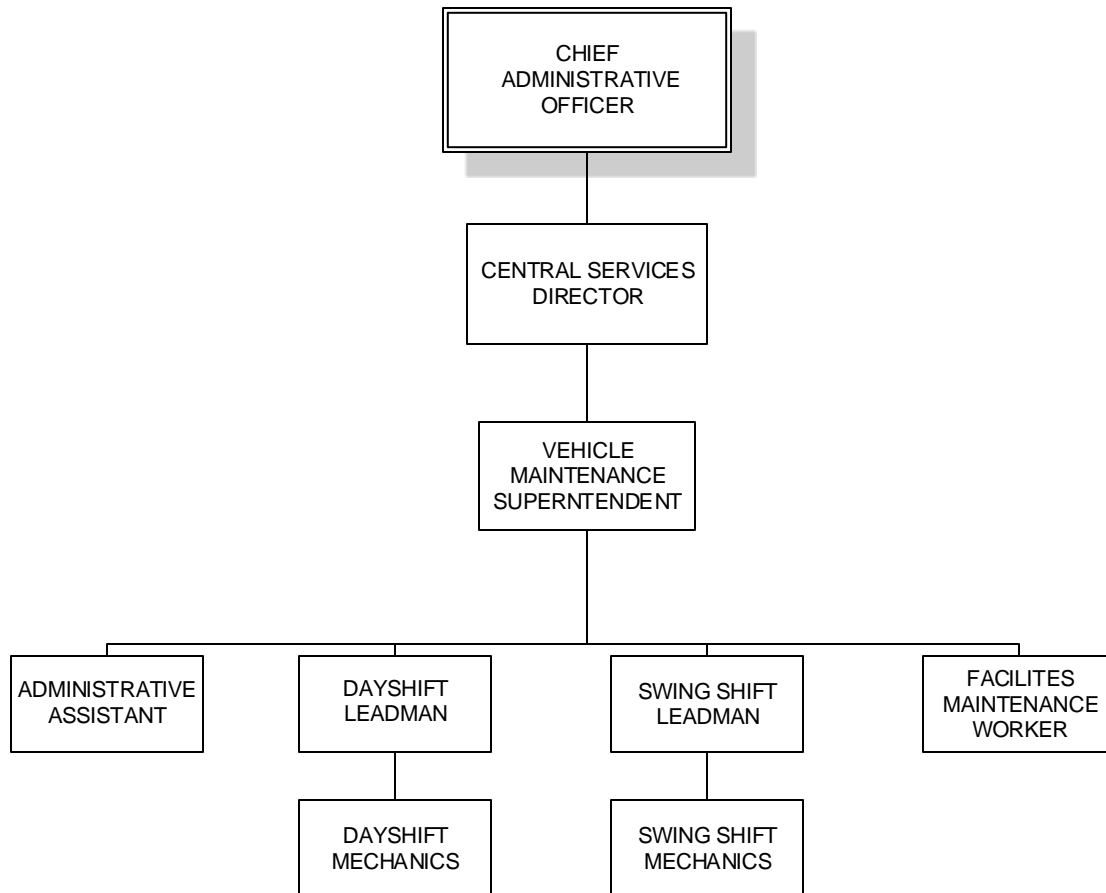 CHIEF
ADMINISTRATIVE
OFFICER
CENTRAL SERVICES
DIRECTOR
VEHICLE
MAINTENANCE
SUPERNTENDENT
ADMINISTRATIVE
ASSISTANT
DAYSHIFT
LEADMAN
SWING SHIFT
LEADMAN
FACILITES
MAINTENANCE
WORKER
DAYSHIFT
MECHANICS
SWING SHIFT
MECHANICS